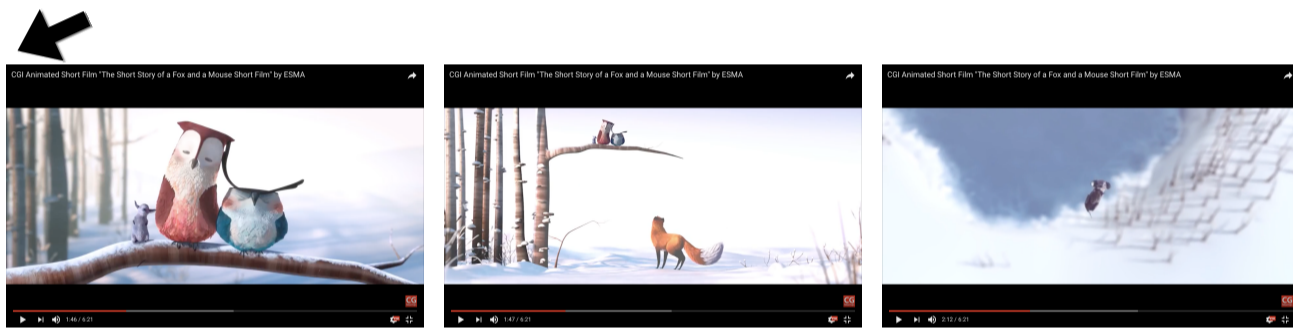 CGI Animated Short Film "The Short Story of a Fox and a Mouse Short Film" by ESMA
CG
1:46 / 6:21
CGI Animated Short Film "The Short Story of a Fox and a Mouse Short Film" by ESMA
CG
1:47 / 6:21
CGI Animated Short Film "The Short Story of a Fox and a Mouse Short Film" by ESMA
CG
2:12 / 6:21